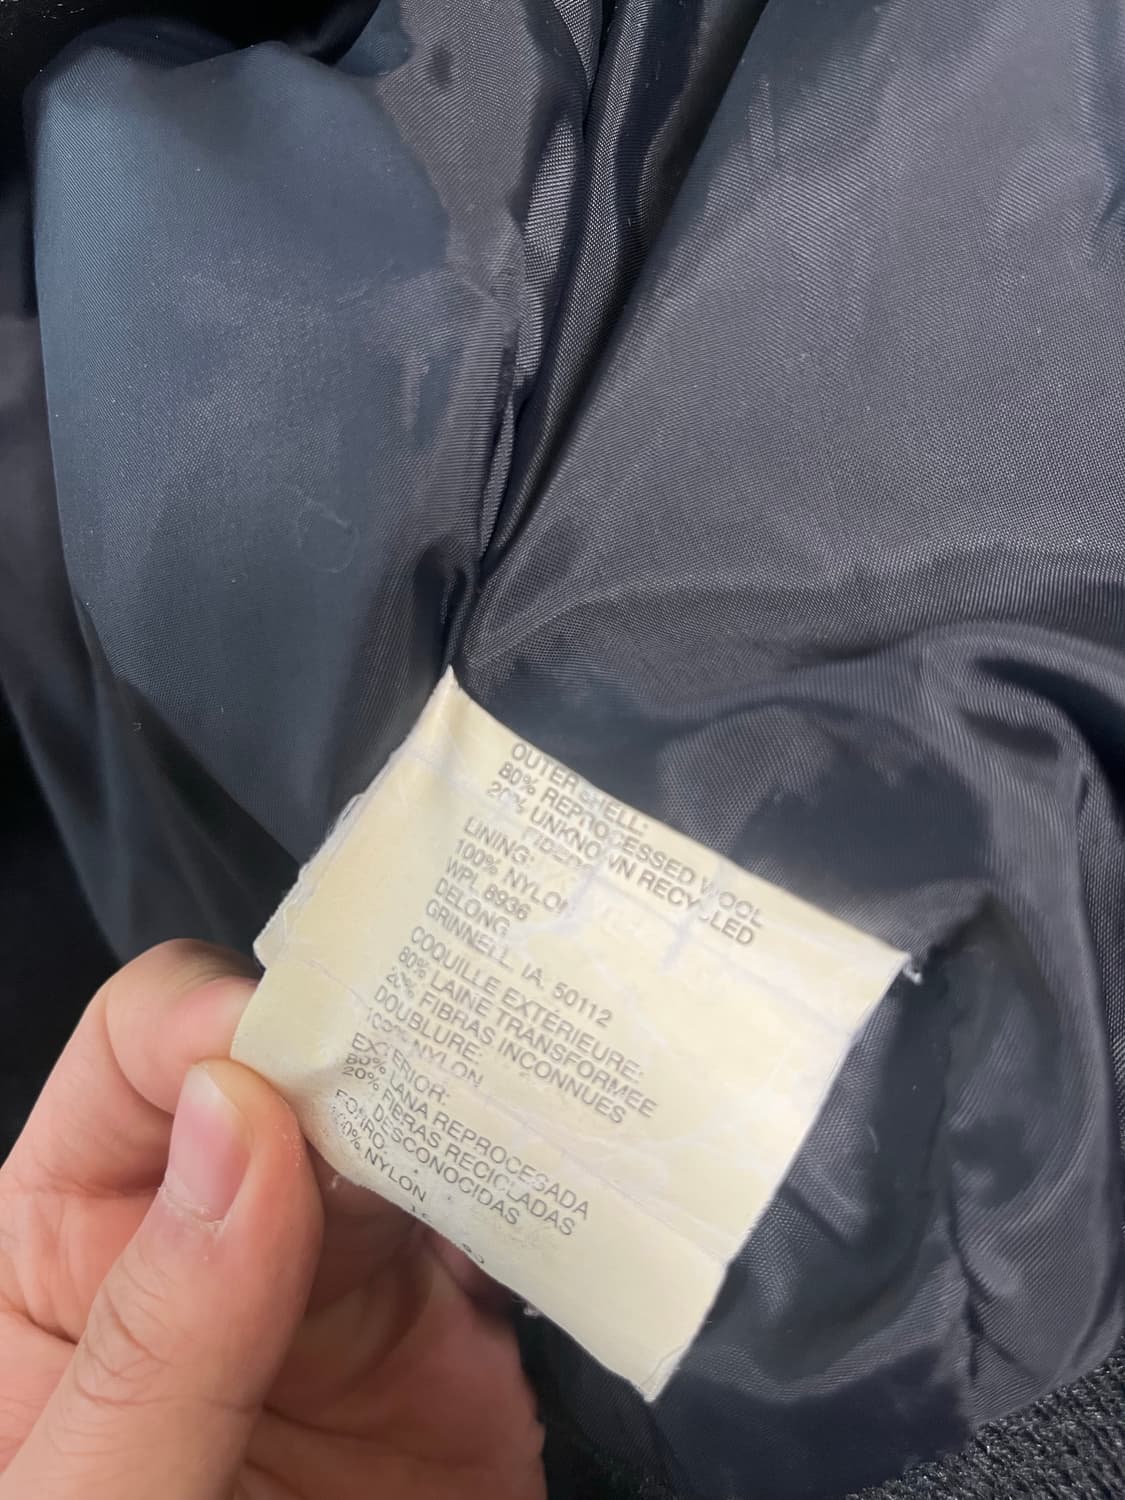 OUTER SHELL:
80% REPROCESSED WOOL
20% UNKNOWN RECYCLED
FIBERS
LINING:
100% NYLON
WPL 8936
DELONG
GRINNELL, IA. 50112
COQUILLE EXTÉRIEURE:
80% LAINE TRANSFORMEE
20% FIBRAS INCONNUES
DOUBLURE:
100% NYLON
EXTERIOR:
80% LANA REPROCESADA
20% FIBRAS RECICLADAS
DESCONOCIDAS
FORRO:
100% NYLON